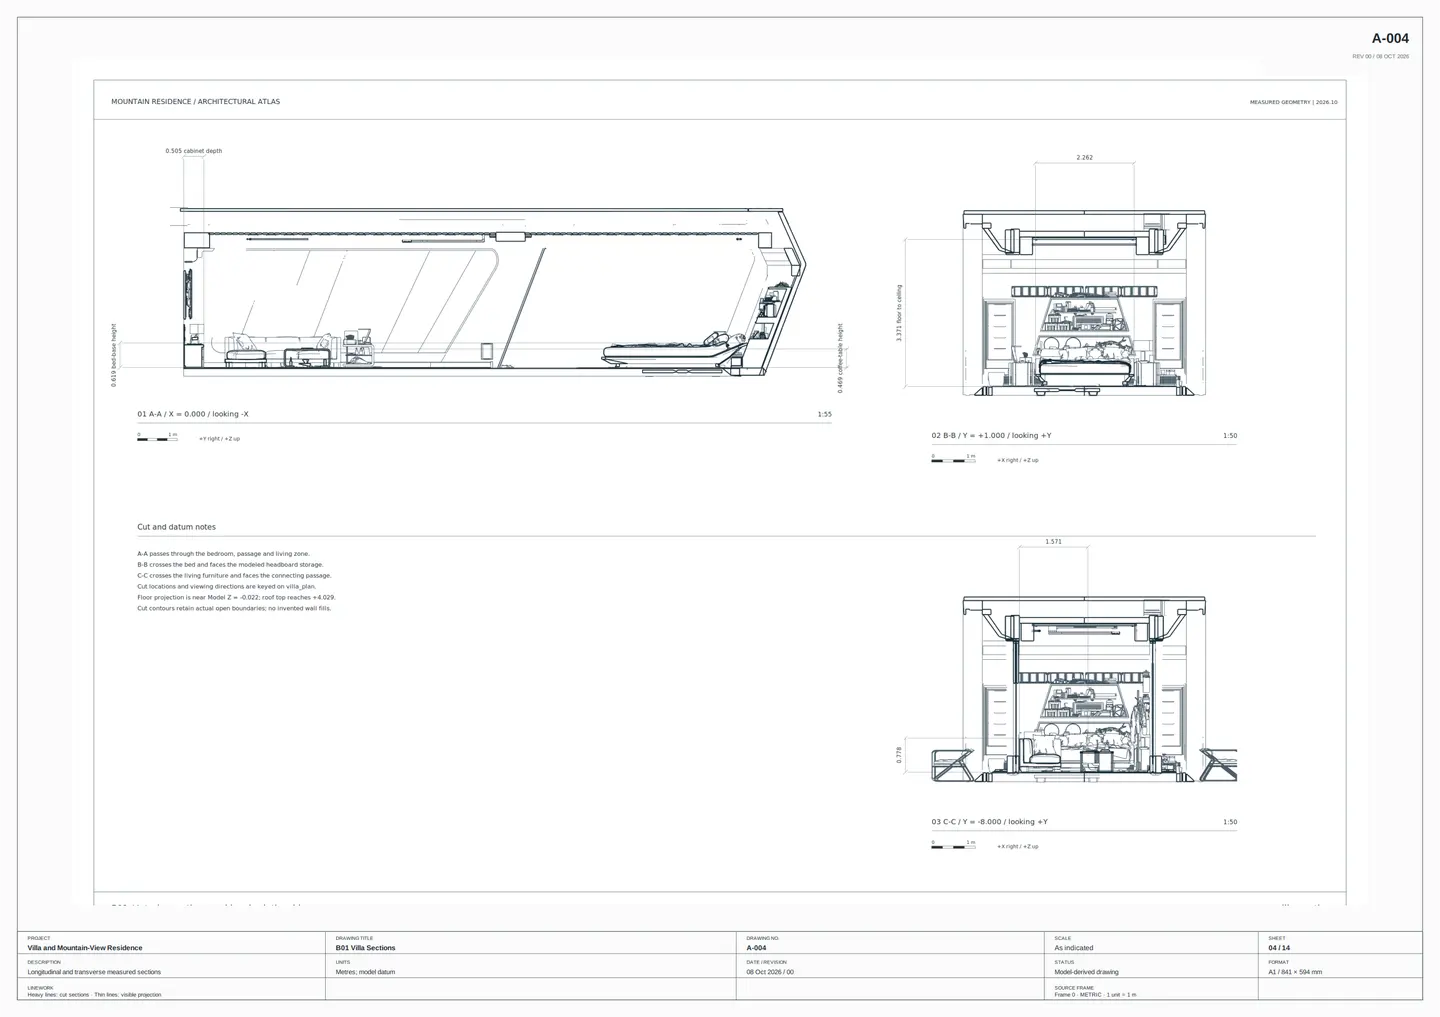 A-004
REV 00 / 08 OCT 2026
MOUNTAIN RESIDENCE / ARCHITECTURAL ATLAS
MEASURED GEOMETRY | 2026.10
0.505 cabinet depth
0.619 bed-base height
0.469 coffee-table height
01 A-A / X = 0.000 / looking -X
1:55
0 1 m
+Y right / +Z up
2.262
3.371 floor to ceiling
02 B-B / Y = +1.000 / looking +Y
1:50
0 1 m
+X right / +Z up
Cut and datum notes
A-A passes through the bedroom, passage and living zone.
B-B crosses the bed and faces the modeled headboard storage.
C-C crosses the living furniture and faces the connecting passage.
Cut locations and viewing directions are keyed on villa_plan.
Floor projection is near Model Z = -0.022; roof top reaches +4.029.
Cut contours retain actual open boundaries; no invented wall fills.
1.571
0.778
03 C-C / Y = -8.000 / looking +Y
1:50
0 1 m
+X right / +Z up
PROJECT
Villa and Mountain-View Residence
DRAWING TITLE
B01 Villa Sections
DRAWING NO.
A-004
SCALE
As indicated
SHEET
04 / 14
DESCRIPTION
Longitudinal and transverse measured sections
UNITS
Metres; model datum
DATE / REVISION
08 Oct 2026 / 00
STATUS
Model-derived drawing
FORMAT
A1 / 841 × 594 mm
LINEWORK
Heavy lines: cut sections · Thin lines: visible projection
SOURCE FRAME
Frame 0 · METRIC · 1 unit = 1 m